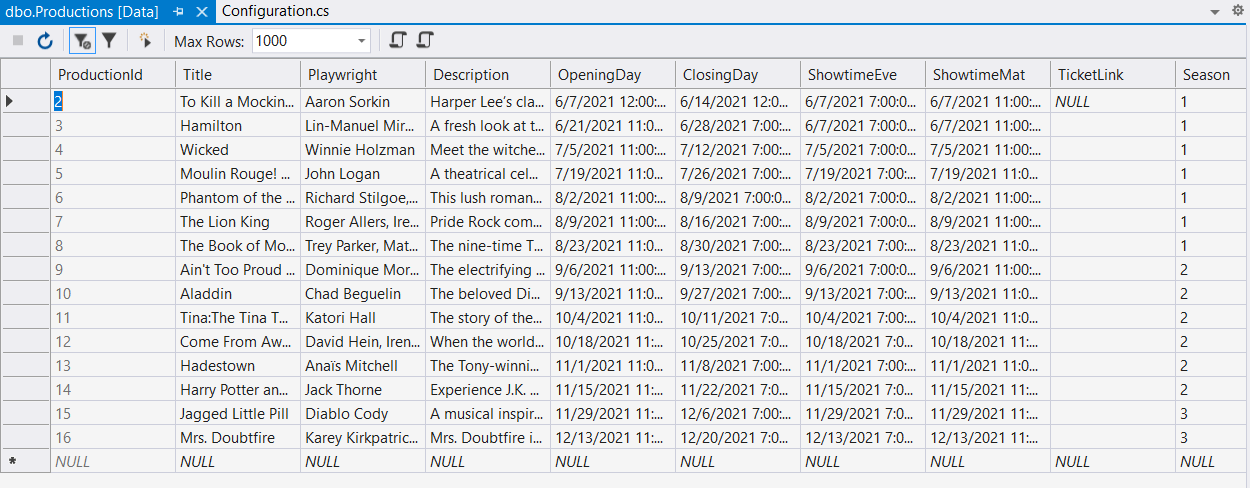 dbo.Productions [Data] Configuration.cs
Max Rows: 1000
ProductionId Title Playwright Description OpeningDay ClosingDay ShowtimeEve ShowtimeMat TicketLink Season
2 To Kill a Mockin... Aaron Sorkin Harper Lee's cla... 6/7/2021 12:00:... 6/14/2021 12:0... 6/7/2021 7:00:0... 6/7/2021 11:00:... NULL 1
3 Hamilton Lin-Manuel Mir... A fresh look at t... 6/21/2021 11:0... 6/28/2021 7:00:... 6/7/2021 7:00:0... 6/7/2021 11:00:... 1
4 Wicked Winnie Holzman Meet the witche... 7/5/2021 11:00:... 7/12/2021 7:00:... 7/5/2021 7:00:0... 7/5/2021 11:00:... 1
5 Moulin Rouge! ... John Logan A theatrical cel... 7/19/2021 11:0... 7/26/2021 7:00:... 7/19/2021 7:00:... 7/19/2021 11:0... 1
6 Phantom of the ... Richard Stilgoe,... This lush roman... 8/2/2021 11:00:... 8/9/2021 7:00:0... 8/2/2021 7:00:0... 8/2/2021 11:00:... 1
7 The Lion King Roger Allers, Ire... Pride Rock com... 8/9/2021 11:00:... 8/16/2021 7:00:... 8/9/2021 7:00:0... 8/9/2021 11:00:... 1
8 The Book of Mo... Trey Parker, Mat... The nine-time T... 8/23/2021 11:0... 8/30/2021 7:00:... 8/23/2021 7:00:... 8/23/2021 11:0... 1
9 Ain't Too Proud ... Dominique Mor... The electrifying ... 9/6/2021 11:00:... 9/13/2021 7:00:... 9/6/2021 7:00:0... 9/6/2021 11:00:... 2
10 Aladdin Chad Beguelin The beloved Di... 9/13/2021 11:0... 9/27/2021 7:00:... 9/13/2021 7:00:... 9/13/2021 11:0... 2
11 Tina:The Tina T... Katori Hall The story of the... 10/4/2021 11:0... 10/11/2021 7:0... 10/4/2021 7:00:... 10/4/2021 11:0... 2
12 Come From Aw... David Hein, Iren... When the world... 10/18/2021 11:... 10/25/2021 7:0... 10/18/2021 7:0... 10/18/2021 11:... 2
13 Hadestown Anaïs Mitchell The Tony-winni... 11/1/2021 11:0... 11/8/2021 7:00:... 11/1/2021 7:00:... 11/1/2021 11:0... 2
14 Harry Potter an... Jack Thorne Experience J.K. ... 11/15/2021 11:... 11/22/2021 7:0... 11/15/2021 7:0... 11/15/2021 11:... 2
15 Jagged Little Pill Diablo Cody A musical inspir... 11/29/2021 11:... 12/6/2021 7:00:... 11/29/2021 7:0... 11/29/2021 11:... 3
16 Mrs. Doubtfire Karey Kirkpatric... Mrs. Doubtfire i... 12/13/2021 11:... 12/20/2021 7:0... 12/13/2021 7:0... 12/13/2021 11:... 3
NULL NULL NULL NULL NULL NULL NULL NULL NULL NULL